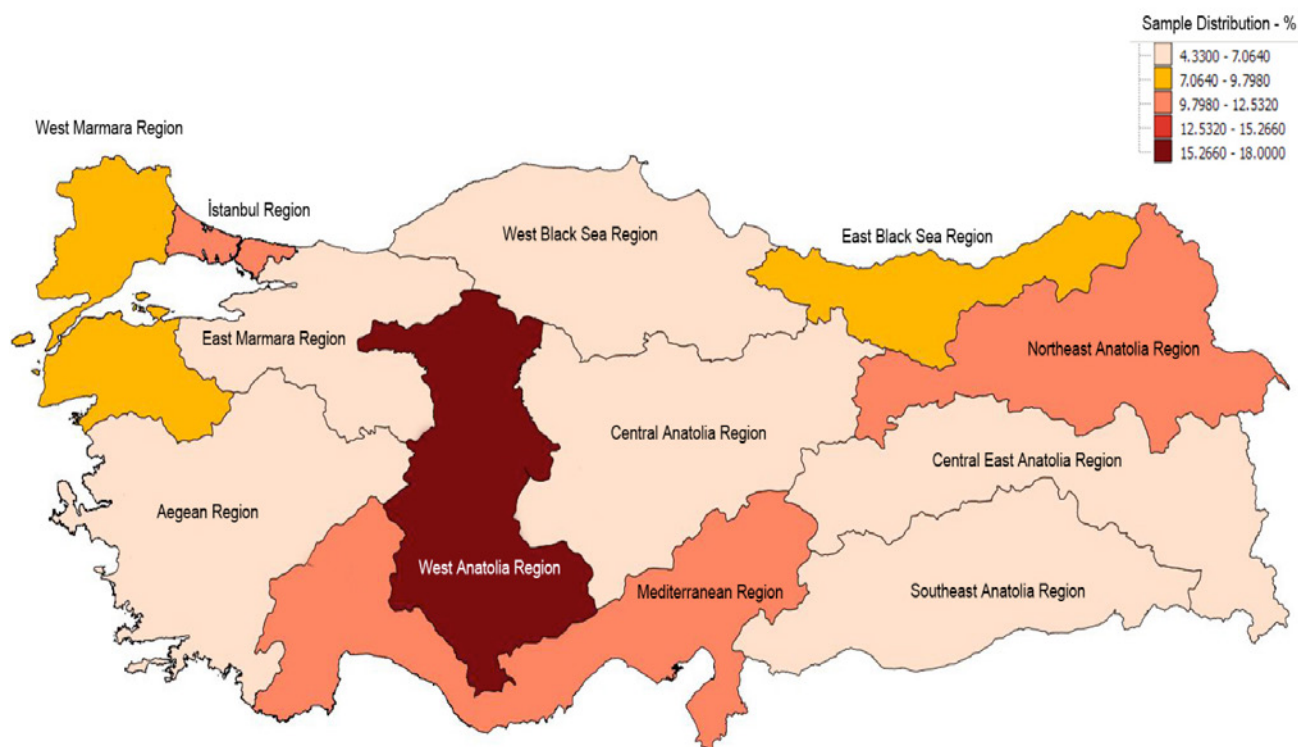 Sample Distribution - %
4.3300 - 7.0640
7.0640 - 9.7980
9.7980 - 12.5320
12.5320 - 15.2660
15.2660 - 18.0000
West Marmara Region
İstanbul Region
West Black Sea Region
East Black Sea Region
East Marmara Region
Northeast Anatolia Region
Central Anatolia Region
Central East Anatolia Region
Aegean Region
West Anatolia Region
Mediterranean Region
Southeast Anatolia Region